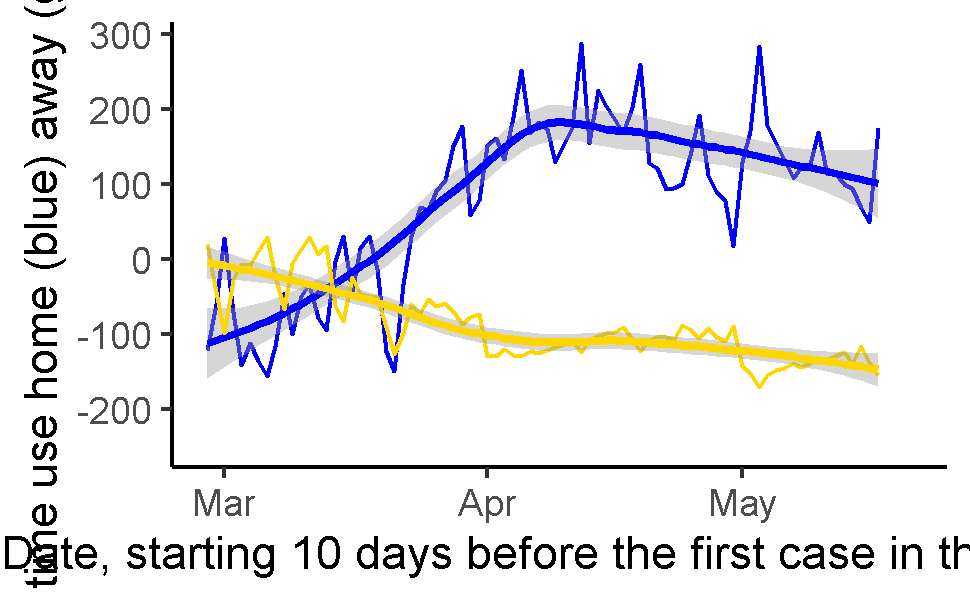 time use home (blue) away (
300
200
100
0
-100
-200
Mar Apr May
Date, starting 10 days before the first case in th